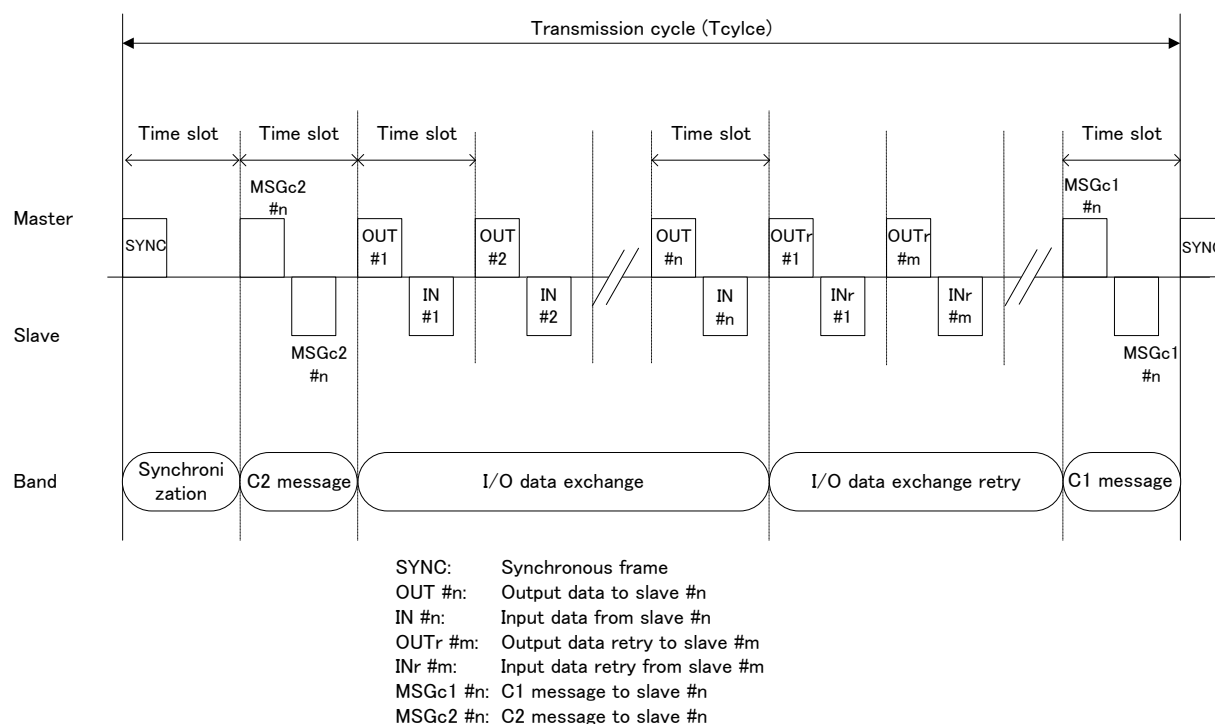 Transmission cycle (Tcylce)
Time slot
Time slot
Time slot
Time slot
Time slot
Master
SYNC
MSGc2
#n
OUT
#1
OUT
#2
OUT
#n
OUTr
#1
OUTr
#m
MSGc1
#n
SYNC
Slave
MSGc2
#n
IN
#1
IN
#2
IN
#n
INr
#1
INr
#m
MSGc1
#n
Band
Synchroni
zation
C2 message
I/O data exchange
I/O data exchange retry
C1 message
SYNC: Synchronous frame
OUT #n: Output data to slave #n
IN #n: Input data from slave #n
OUTr #m: Output data retry to slave #m
INr #m: Input data retry from slave #m
MSGc1 #n: C1 message to slave #n
MSGc2 #n: C2 message to slave #n